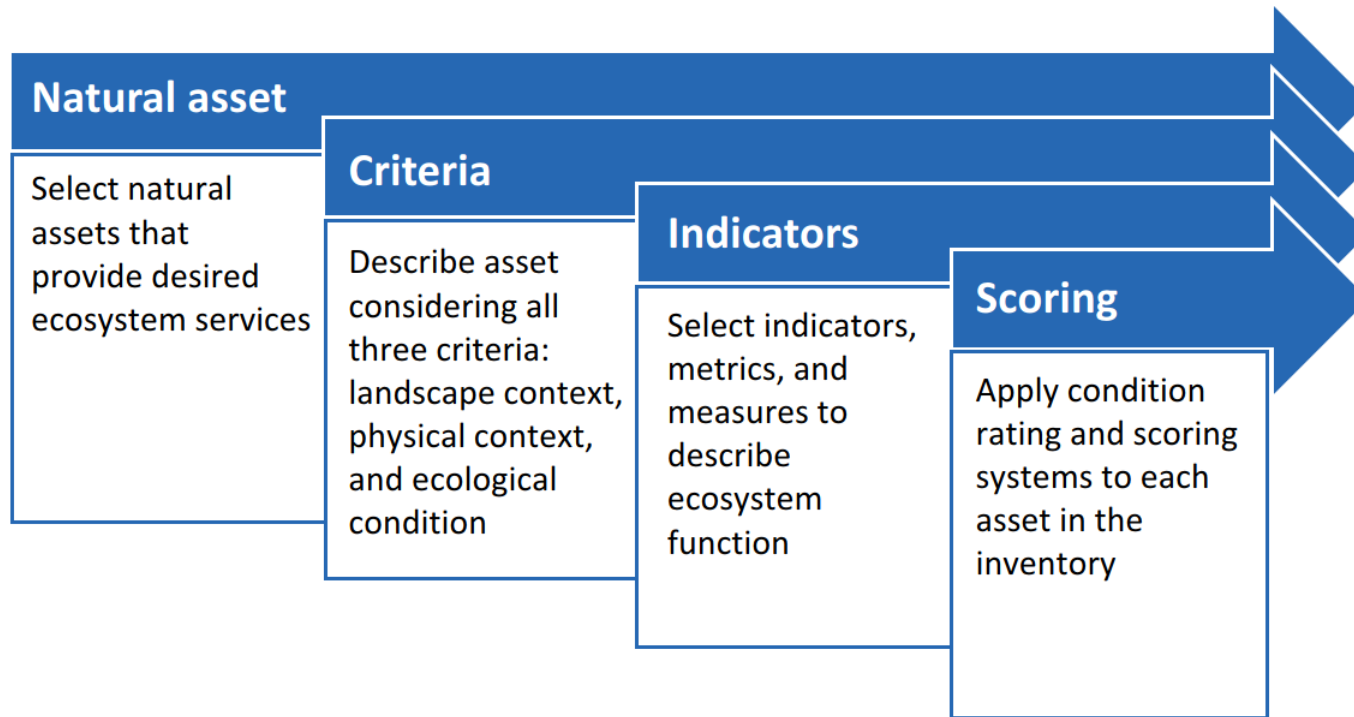 Natural asset
Select natural
assets that
provide desired
ecosystem services
Criteria
Describe asset
considering all
three criteria:
landscape context,
physical context,
and ecological
condition
Indicators
Select indicators,
metrics, and
measures to
describe
ecosystem
function
Scoring
Apply condition
rating and scoring
systems to each
asset in the
inventory